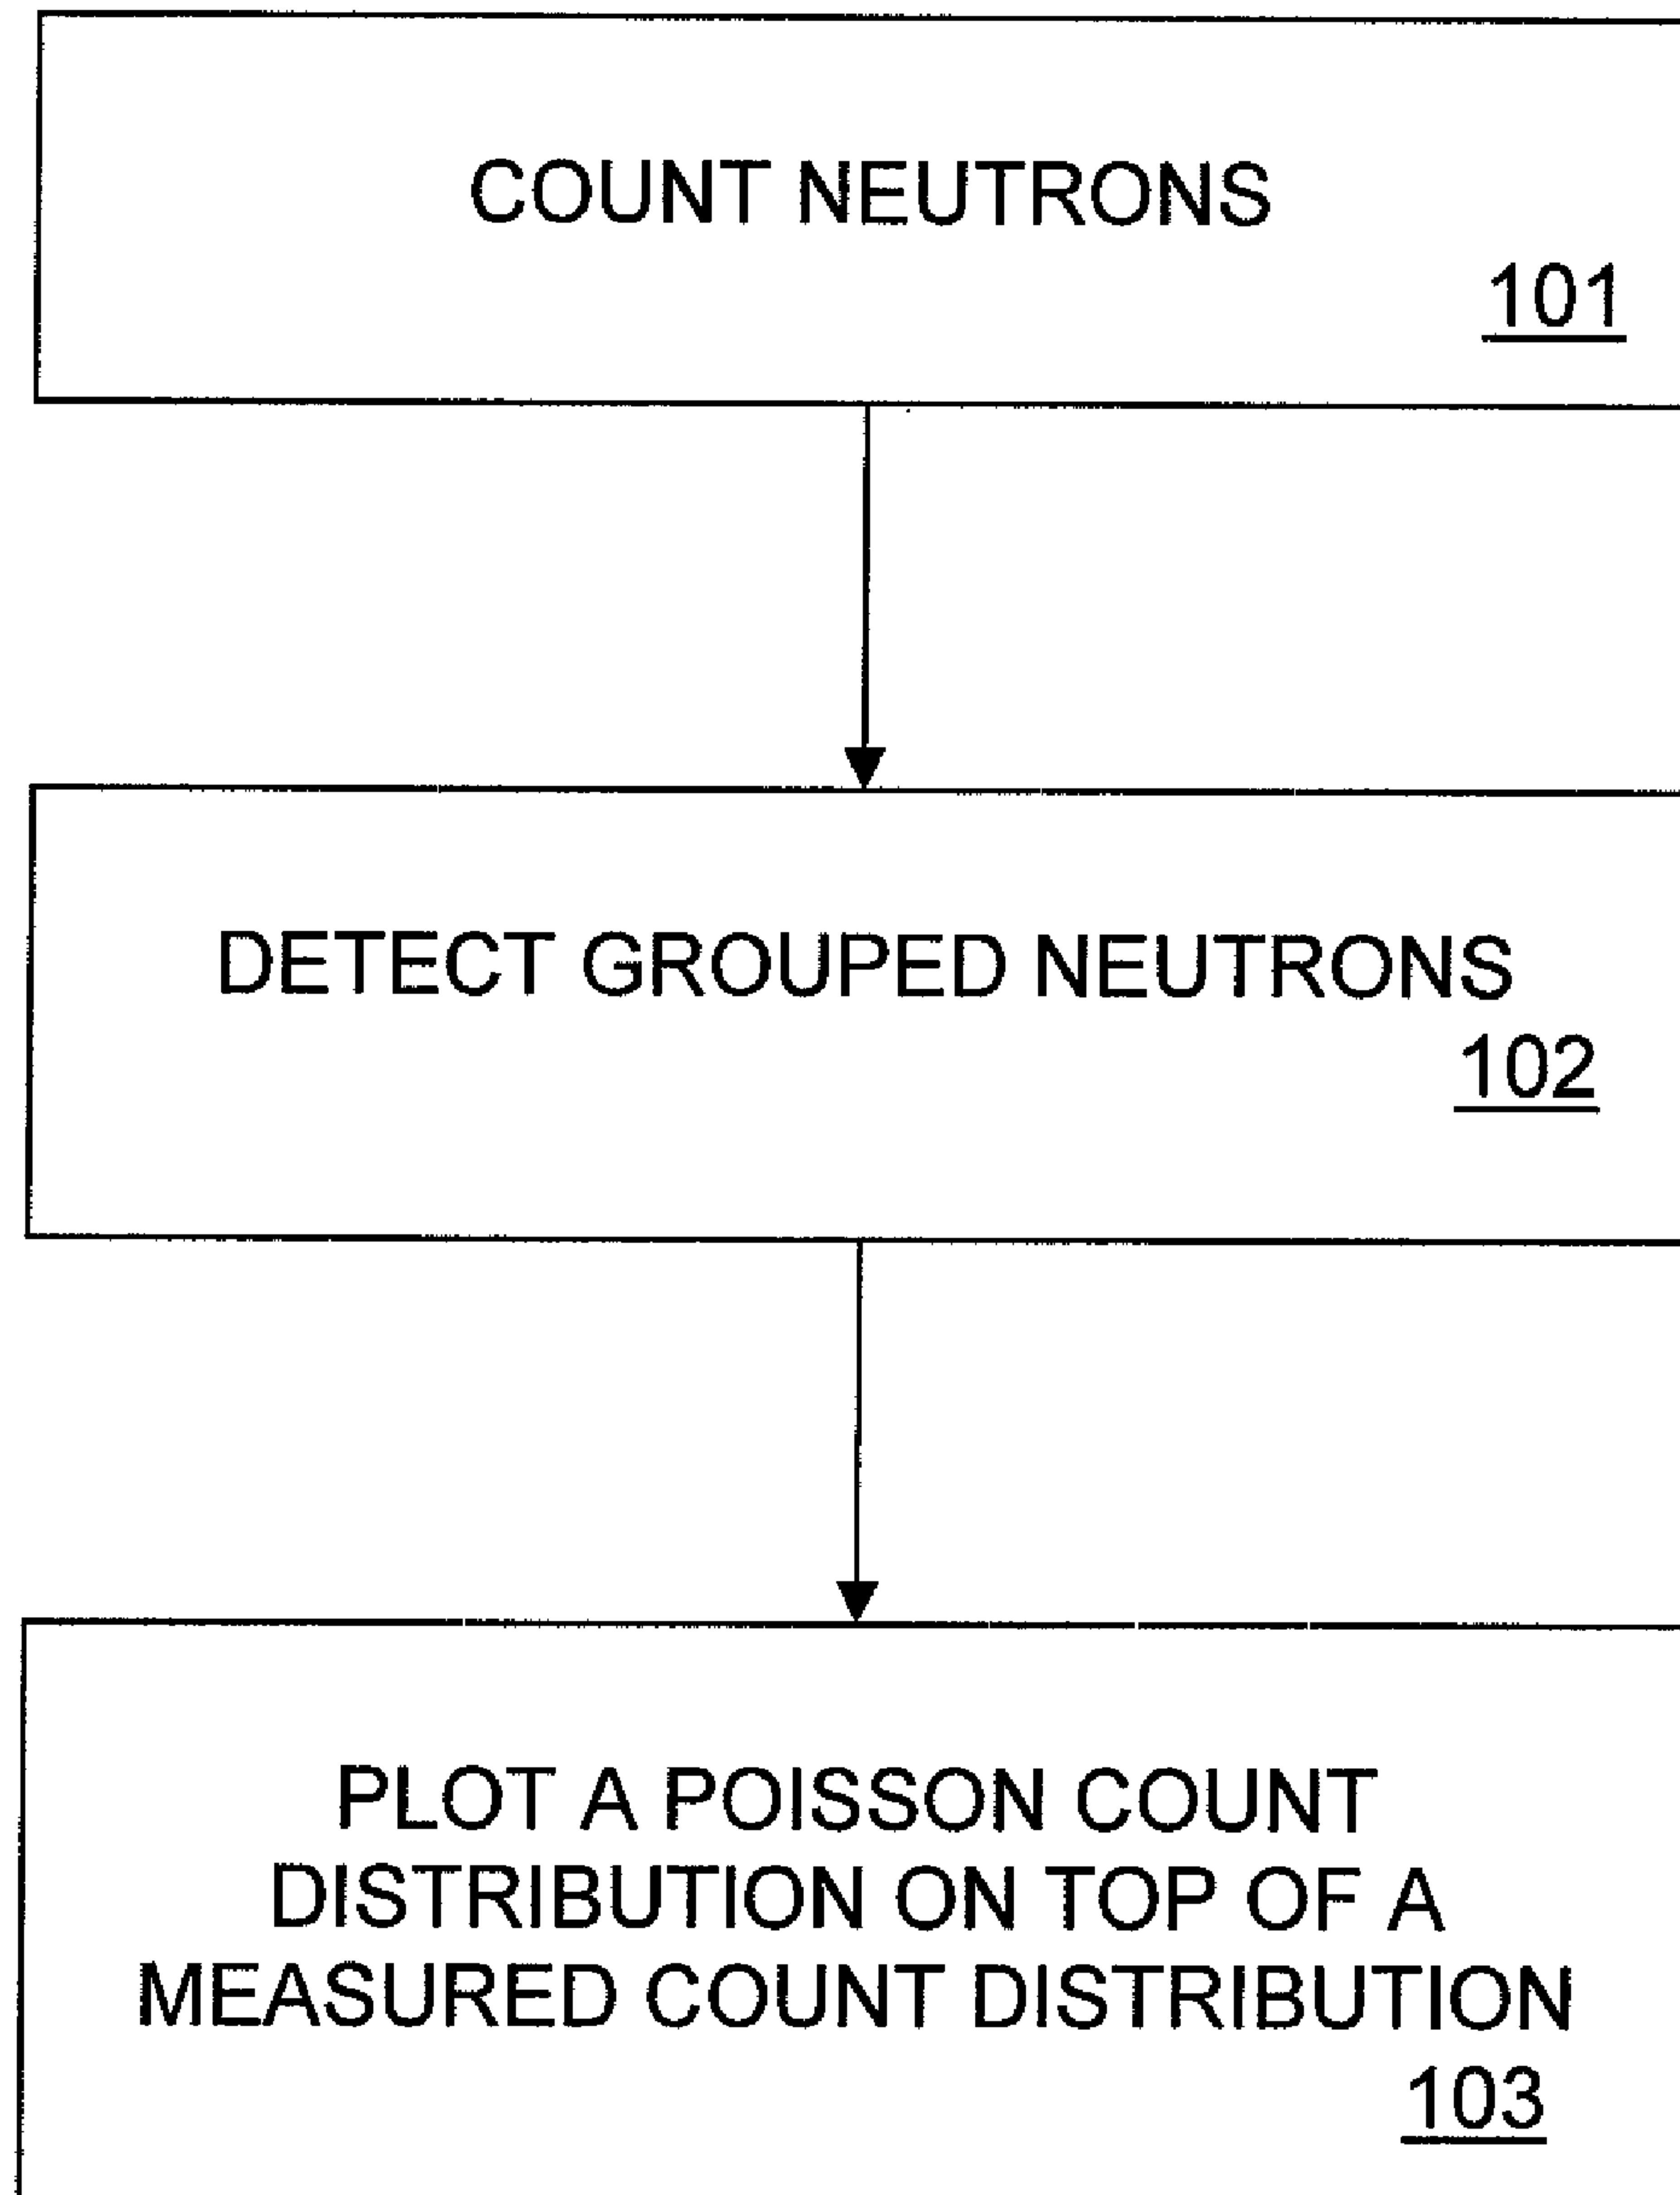 COUNT NEUTRONS
101
DETECT GROUPED NEUTRONS
102
PLOT A POISSON COUNT
DISTRIBUTION ON TOP OF A
MEASURED COUNT DISTRIBUTION
103